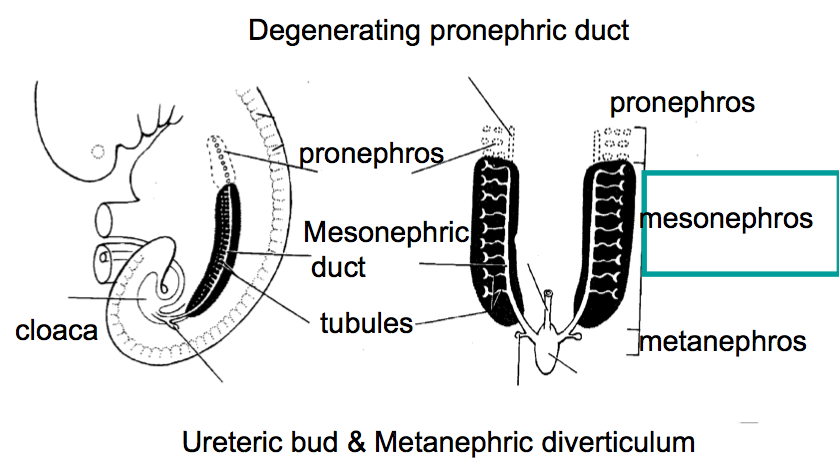 Degenerating pronephric duct
pronephros
pronephros
Mesonephric
duct
mesonephros
tubules
cloaca
metanephros
Ureteric bud & Metanephric diverticulum